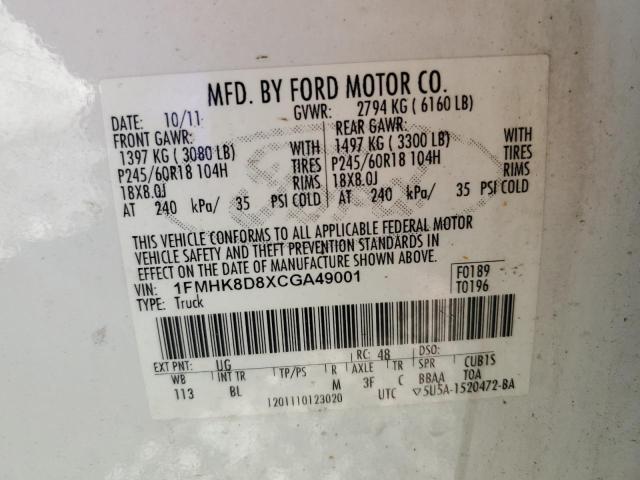 MFD. BY FORD MOTOR CO.
DATE: 10/11 GVWR: 2794 KG ( 6160 LB)
FRONT GAWR: REAR GAWR:
1397 KG ( 3080 LB) WITH 1497 KG ( 3300 LB) WITH
P245/60R18 104H TIRES P245/60R18 104H TIRES
18X8.0J RIMS 18X8.0J RIMS
AT 240 kPa/ 35 PSI COLD AT 240 kPa/ 35 PSI COLD
THIS VEHICLE CONFORMS TO ALL APPLICABLE FEDERAL MOTOR
VEHICLE SAFETY AND THEFT PREVENTION STANDARDS IN
EFFECT ON THE DATE OF MANUFACTURE SHOWN ABOVE.
VIN: 1FMHK8D8XCGA49001 F0189
TYPE: Truck T0196
EXT PNT: UG RC: 48 DSO:
WB INT TR TP/PS R AXLE TR SPR CUB1S
113 BL M 3F C BBAA TOA
1201110123020 UTC ▽5U5A-1520472-BA